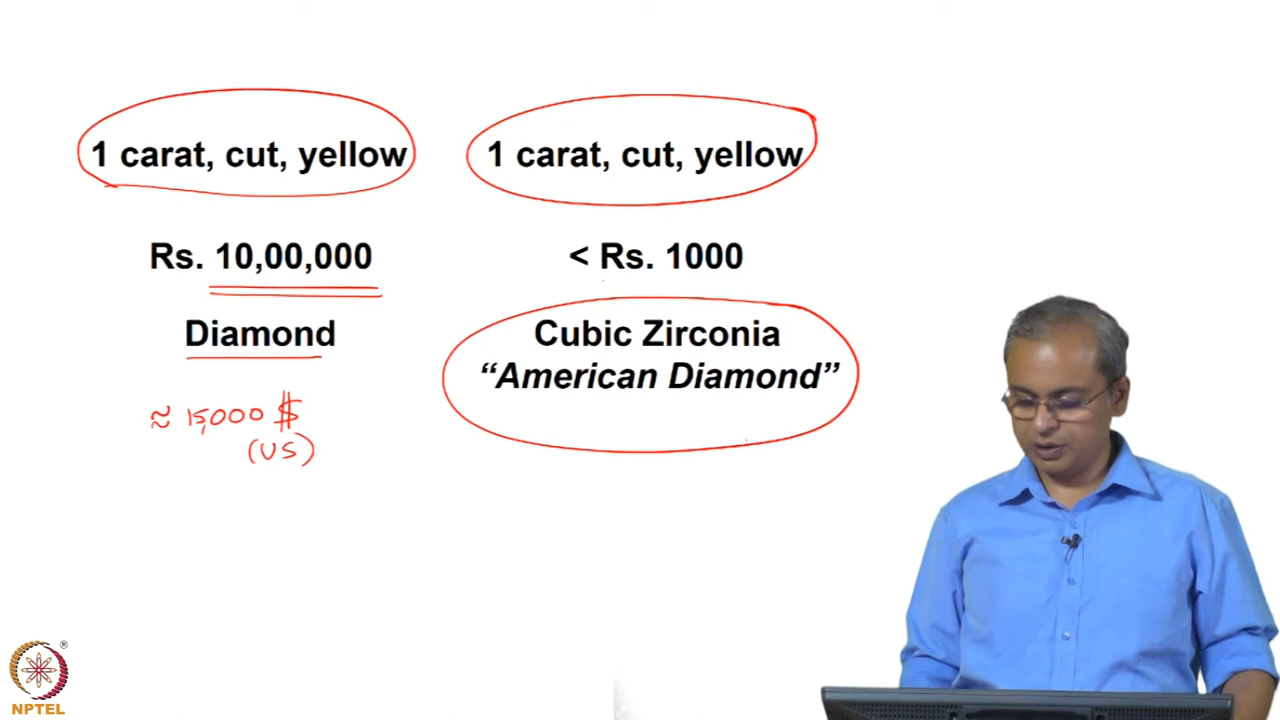 1 carat, cut, yellow
Rs. 10,00,000
Diamond
≈ 15,000 $
(US)
1 carat, cut, yellow
< Rs. 1000
Cubic Zirconia
“American Diamond”
®
NPTEL